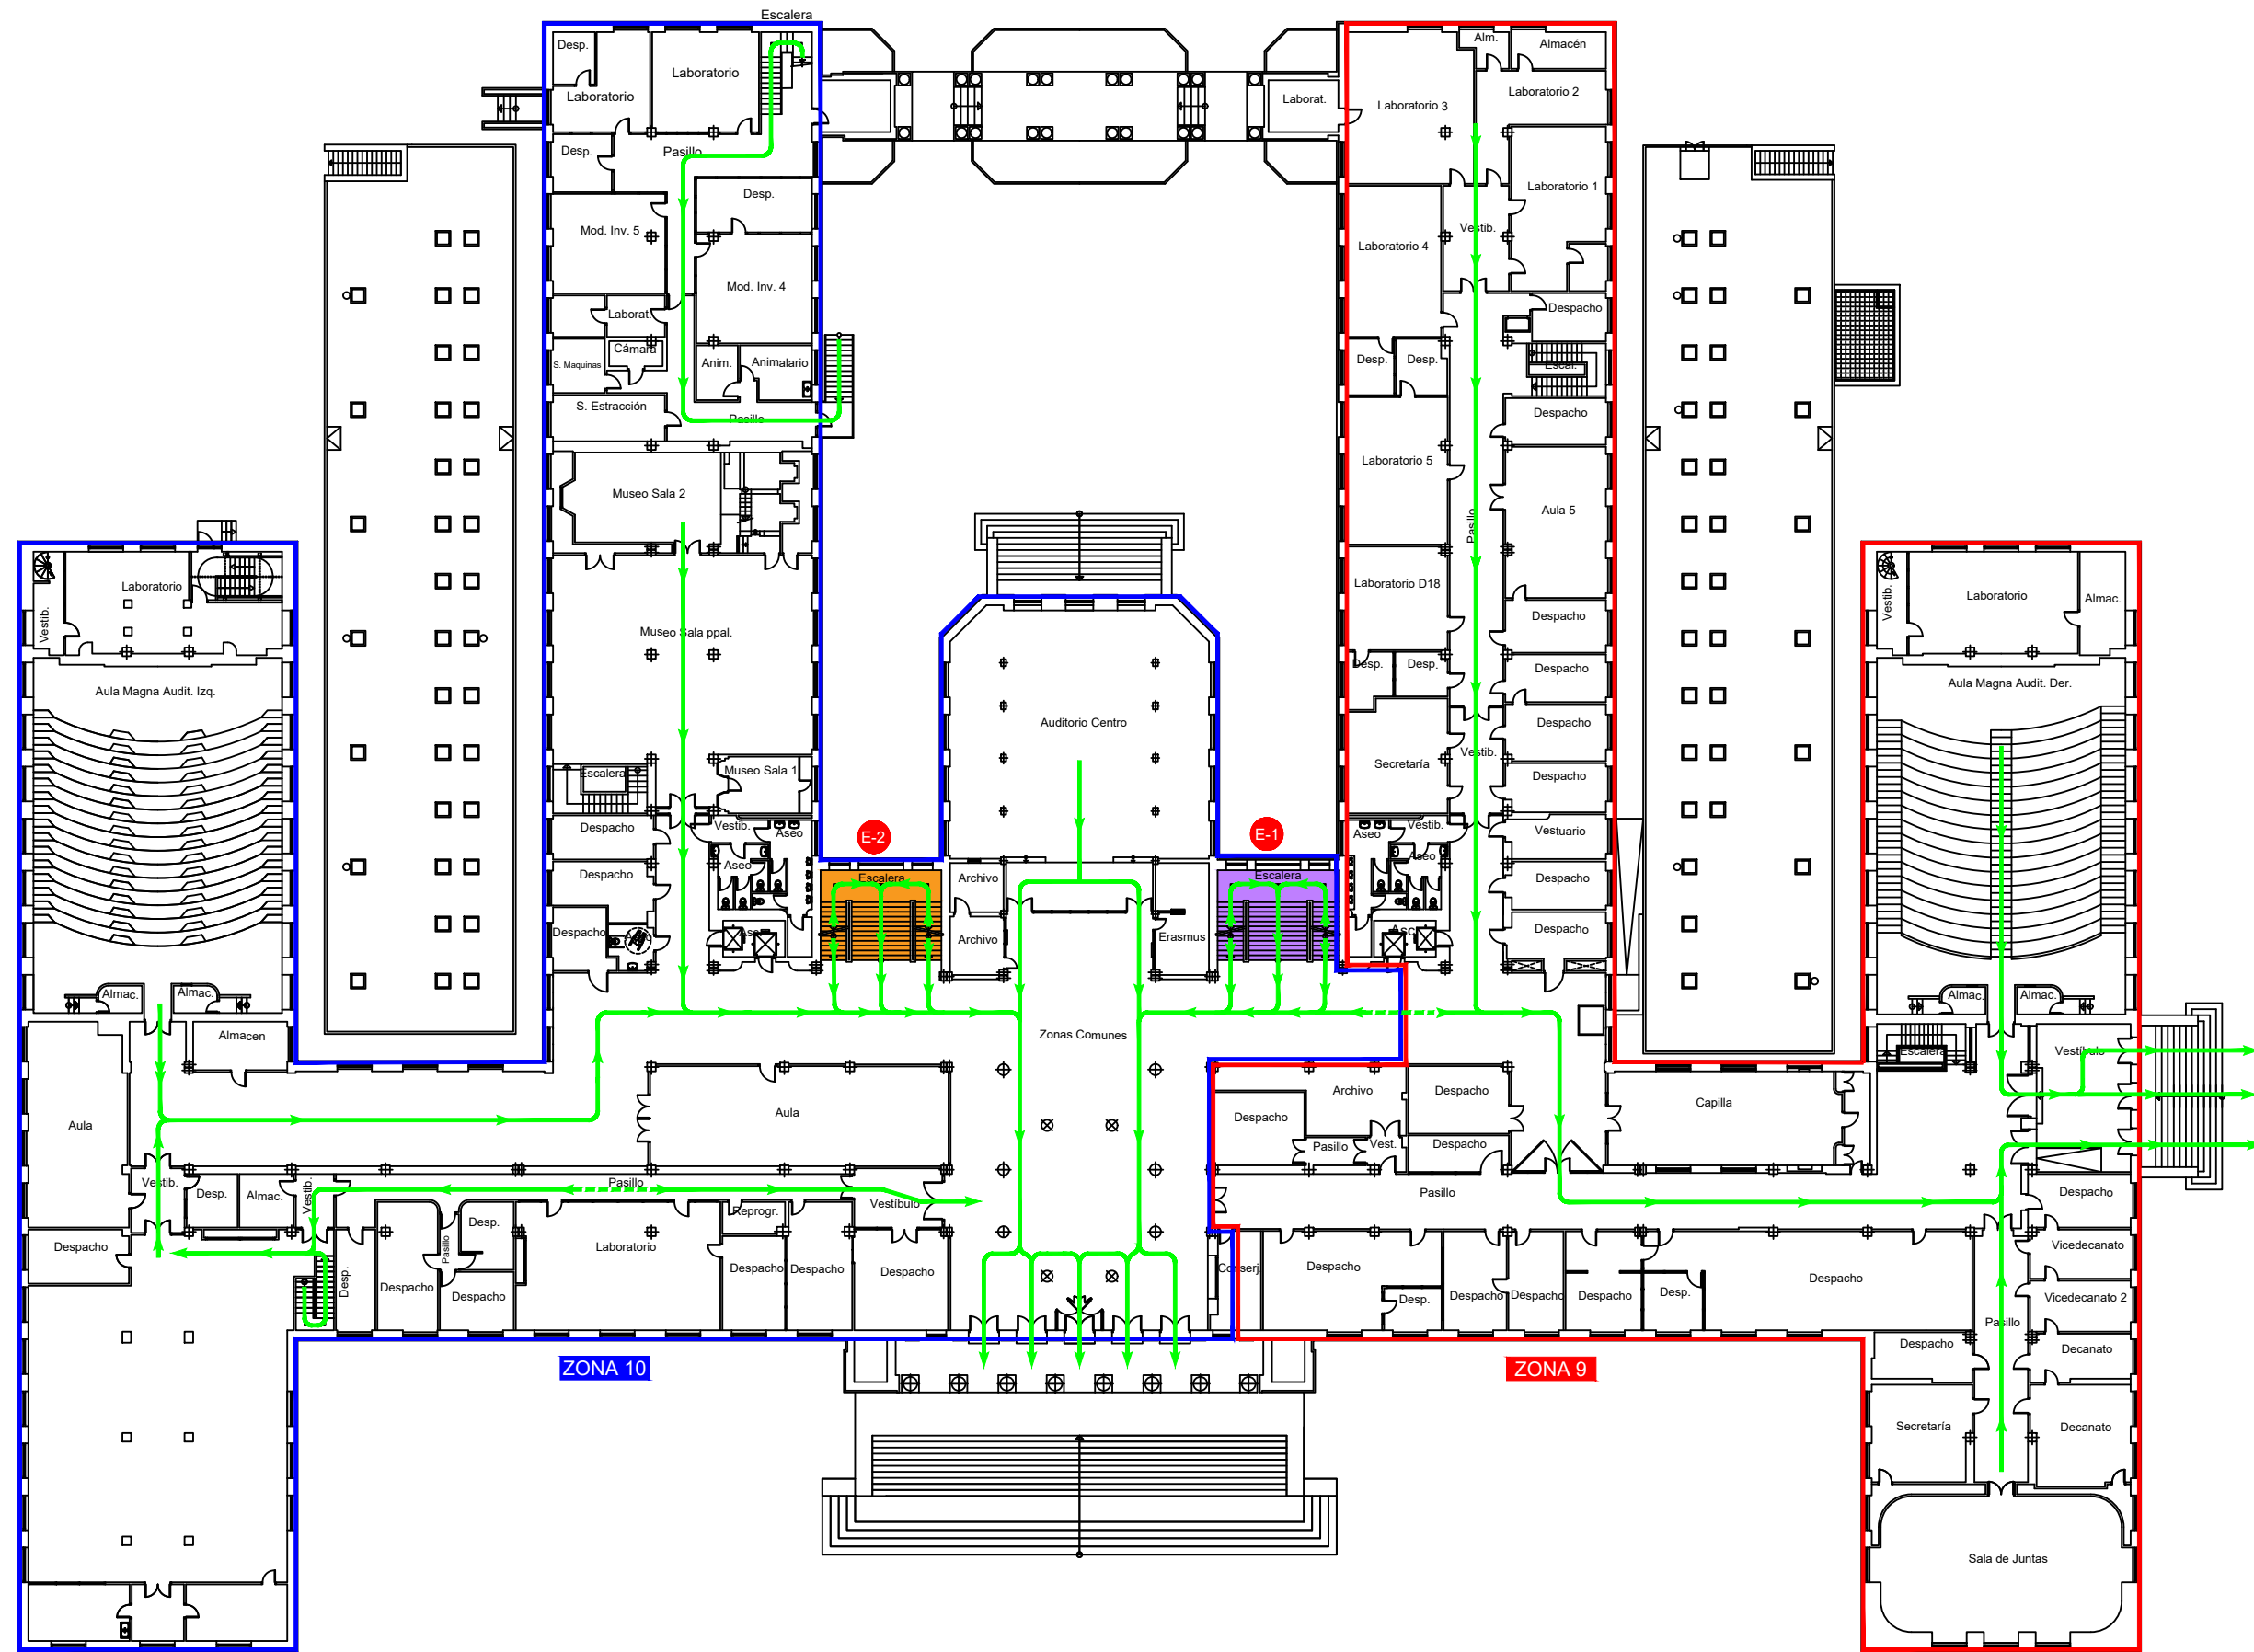 Escalera
Desp.
Laboratorio
Laboratorio
Desp.
Pasillo
Desp.
Mod. Inv. 5
Mod. Inv. 4
Laborat.
Cámara
S. Maquinas
Anim.
Animalario
S. Estracción
Pasillo
Museo Sala 2
Museo Sala ppal.
Museo Sala 1
Escalera
Despacho
Vestib.
Aseo
Aseo
Despacho
Despacho
E-2
Escalera
Archivo
Archivo
Auditorio Centro
E-1
Escalera
Erasmus
Zonas Comunes
Laborat.
Laboratorio 3
Alm.
Almacén
Laboratorio 2
Laboratorio 1
Vestib.
Laboratorio 4
Despacho
Desp.
Desp.
Escal.
Despacho
Laboratorio 5
Aula 5
Pasillo
Laboratorio D18
Despacho
Desp.
Desp.
Despacho
Despacho
Secretaría
Vestib.
Despacho
Aseo
Vestib.
Aseo
Vestuario
Despacho
Despacho
Laboratorio
Vestib.
Aula Magna Audit. Izq.
Almac.
Almac.
Almacen
Aula
Aula
Vestib.
Desp.
Almac.
Vestib.
Pasillo
Vestíbulo
Despacho
Desp.
Despacho
Pasillo
Desp.
Despacho
Laboratorio
Reprogr.
Despacho
Despacho
Despacho
ZONA 10
Vestib.
Laboratorio
Almac.
Aula Magna Audit. Der.
Almac.
Almac.
Escalera
Vestíbulo
Archivo
Despacho
Despacho
Pasillo
Vest.
Despacho
Capilla
Pasillo
Conserj.
Despacho
Desp.
Despacho
Despacho
Despacho
Desp.
Despacho
Despacho
Vicedecanato
Vicedecanato 2
Pasillo
Despacho
Decanato
Secretaría
Decanato
Sala de Juntas
ZONA 9